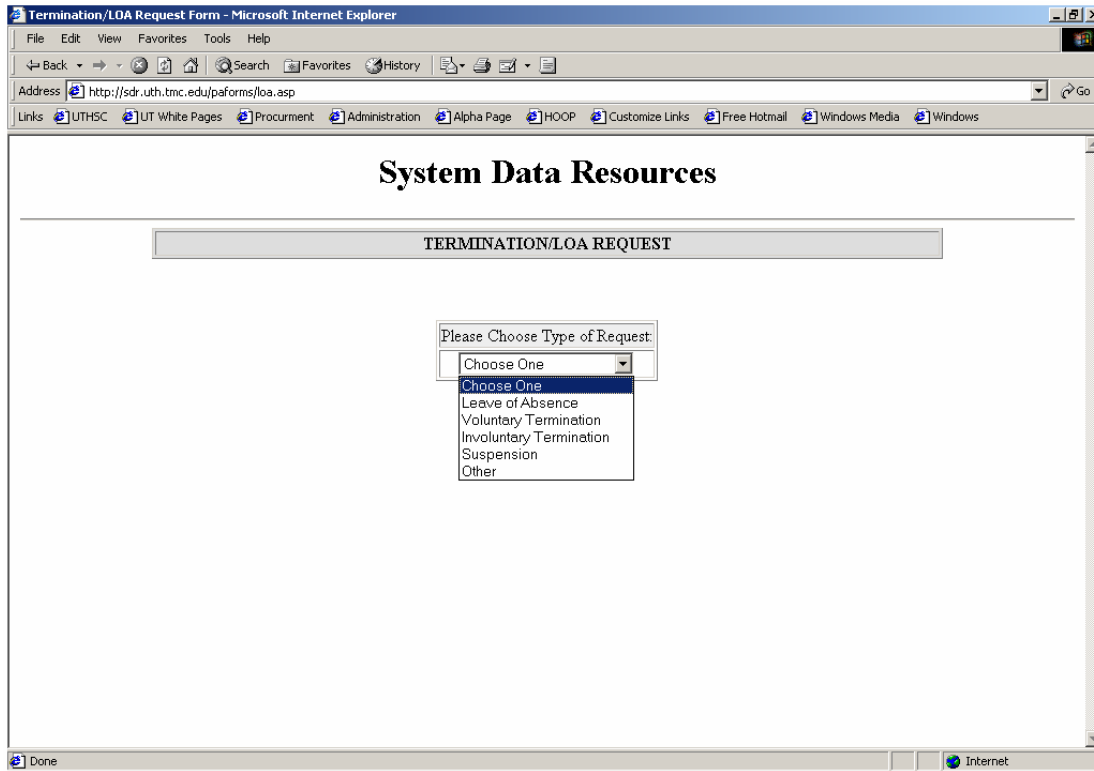 Termination/LOA Request Form - Microsoft Internet Explorer
File Edit View Favorites Tools Help
Back Search Favorites History
Address http://sdr.uth.tmc.edu/paforms/loa.asp Go
Links UTHSC UT White Pages Procurment Administration Alpha Page HOOP Customize Links Free Hotmail Windows Media Windows
System Data Resources
TERMINATION/LOA REQUEST
Please Choose Type of Request:
Choose One
Choose One
Leave of Absence
Voluntary Termination
Involuntary Termination
Suspension
Other
Done Internet